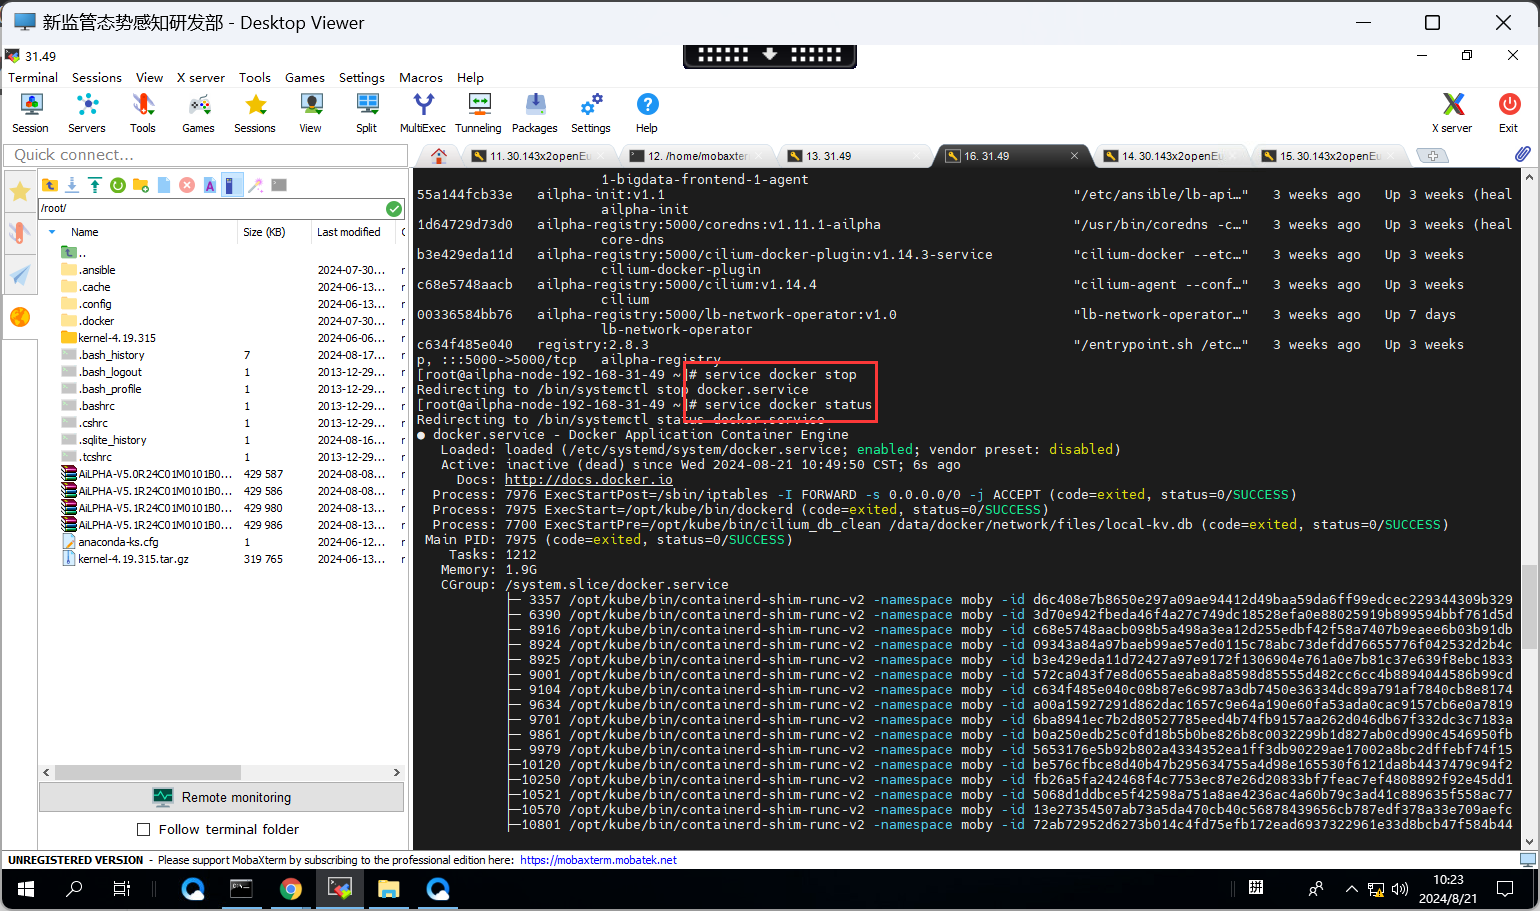 新监管态势感知研发部 - Desktop Viewer
31.49
Terminal Sessions View X server Tools Games Settings Macros Help
Session Servers Tools Games Sessions View Split MultiExec Tunneling Packages Settings Help X server Exit
Quick connect...
11. 30.143x2openEu 12. /home/mobaxter 13. 31.49 16. 31.49 14. 30.143x2openEu 15. 30.143x2openEu
/root/
Name Size (KB) Last modified
..
.ansible 2024-07-30... r
.cache 2024-06-13... r
.config 2024-06-13... r
.docker 2024-07-30... r
kernel-4.19.315 2024-06-06... r
.bash_history 7 2024-08-17... r
.bash_logout 1 2013-12-29... r
.bash_profile 1 2013-12-29... r
.bashrc 1 2013-12-29... r
.cshrc 1 2013-12-29... r
.sqlite_history 1 2024-08-16... r
.tcshrc 1 2013-12-29... r
AiLPHA-V5.0R24C01M0101B0... 429 587 2024-08-08... r
AiLPHA-V5.1R24C01M0101B0... 429 586 2024-08-08... r
AiLPHA-V5.1R24C01M0101B0... 429 980 2024-08-13... r
AiLPHA-V5.1R24C01M0101B0... 429 986 2024-08-13... r
anaconda-ks.cfg 1 2024-06-12... r
kernel-4.19.315.tar.gz 319 765 2024-06-13... r
Remote monitoring
Follow terminal folder
1-bigdata-frontend-1-agent
55a144fcb33e ailpha-init:v1.1 "/etc/ansible/lb-api…" 3 weeks ago Up 3 weeks (heal
ailpha-init
1d64729d73d0 ailpha-registry:5000/coredns:v1.11.1-ailpha "/usr/bin/coredns -c…" 3 weeks ago Up 3 weeks (heal
core-dns
b3e429eda11d ailpha-registry:5000/cilium-docker-plugin:v1.14.3-service "cilium-docker --etc…" 3 weeks ago Up 3 weeks
cilium-docker-plugin
c68e5748aacb ailpha-registry:5000/cilium:v1.14.4 "cilium-agent --conf…" 3 weeks ago Up 3 weeks
cilium
00336584bb76 ailpha-registry:5000/lb-network-operator:v1.0 "lb-network-operator…" 3 weeks ago Up 7 days
lb-network-operator
c634f485e040 registry:2.8.3 "/entrypoint.sh /etc…" 3 weeks ago Up 3 weeks
p, :::5000->5000/tcp ailpha-registry
[root@ailpha-node-192-168-31-49 ~]# service docker stop
Redirecting to /bin/systemctl stop docker.service
[root@ailpha-node-192-168-31-49 ~]# service docker status
Redirecting to /bin/systemctl status docker.service
● docker.service - Docker Application Container Engine
Loaded: loaded (/etc/systemd/system/docker.service; enabled; vendor preset: disabled)
Active: inactive (dead) since Wed 2024-08-21 10:49:50 CST; 6s ago
Docs: http://docs.docker.io
Process: 7976 ExecStartPost=/sbin/iptables -I FORWARD -s 0.0.0.0/0 -j ACCEPT (code=exited, status=0/SUCCESS)
Process: 7975 ExecStart=/opt/kube/bin/dockerd (code=exited, status=0/SUCCESS)
Process: 7700 ExecStartPre=/opt/kube/bin/cilium_db_clean /data/docker/network/files/local-kv.db (code=exited, status=0/SUCCESS)
Main PID: 7975 (code=exited, status=0/SUCCESS)
Tasks: 1212
Memory: 1.9G
CGroup: /system.slice/docker.service
├─ 3357 /opt/kube/bin/containerd-shim-runc-v2 -namespace moby -id d6c408e7b8650e297a09ae94412d49baa59da6ff99edcec229344309b329
├─ 6390 /opt/kube/bin/containerd-shim-runc-v2 -namespace moby -id 3d70e942fbeda46f4a27c749dc18528efa0e88025919b899594bbf761d5d
├─ 8916 /opt/kube/bin/containerd-shim-runc-v2 -namespace moby -id c68e5748aacb098b5a498a3ea12d255edbf42f58a7407b9eaee6b03b91db
├─ 8924 /opt/kube/bin/containerd-shim-runc-v2 -namespace moby -id 09343a84a97baeb99ae57ed0115c78abc73defdd76655776f042532d2b4c
├─ 8925 /opt/kube/bin/containerd-shim-runc-v2 -namespace moby -id b3e429eda11d72427a97e9172f1306904e761a0e7b81c37e639f8ebc1833
├─ 9001 /opt/kube/bin/containerd-shim-runc-v2 -namespace moby -id 572ca043f7e8d0655aeaba8a8598d85555d482cc6cc4b8894044586b99cd
├─ 9104 /opt/kube/bin/containerd-shim-runc-v2 -namespace moby -id c634f485e040c08b87e6c987a3db7450e36334dc89a791af7840cb8e8174
├─ 9634 /opt/kube/bin/containerd-shim-runc-v2 -namespace moby -id a00a15927291d862dac1657c9e64a190e60fa53ada0cac9157cb6e0a7819
├─ 9701 /opt/kube/bin/containerd-shim-runc-v2 -namespace moby -id 6ba8941ec7b2d80527785eed4b74fb9157aa262d046db67f332dc3c7183a
├─ 9861 /opt/kube/bin/containerd-shim-runc-v2 -namespace moby -id b0a250edb25c0fd18b5b0be826b8c0032299b1d827ab0cd990c4546950fb
├─ 9979 /opt/kube/bin/containerd-shim-runc-v2 -namespace moby -id 5653176e5b92b802a4334352ea1ff3db90229ae17002a8bc2dffebf74f15
├─10120 /opt/kube/bin/containerd-shim-runc-v2 -namespace moby -id be576cfbce8d40b47b295634755a4d98e165530f6121da8b4437479c94f2
├─10250 /opt/kube/bin/containerd-shim-runc-v2 -namespace moby -id fb26a5fa242468f4c7753ec87e26d20833bf7feac7ef4808892f92e45dd1
├─10521 /opt/kube/bin/containerd-shim-runc-v2 -namespace moby -id 5068d1ddbce5f42598a751a8ae4236ac4a60b79c3ad41c889635f558ac77
├─10570 /opt/kube/bin/containerd-shim-runc-v2 -namespace moby -id 13e27354507ab73a5da470cb40c56878439656cb787edf378a33e709aefc
├─10801 /opt/kube/bin/containerd-shim-runc-v2 -namespace moby -id 72ab72952d6273b014c4fd75efb172ead6937322961e33d8bcb47f584b44
UNREGISTERED VERSION - Please support MobaXterm by subscribing to the professional edition here: https://mobaxterm.mobatek.net
拼
10:23
2024/8/21